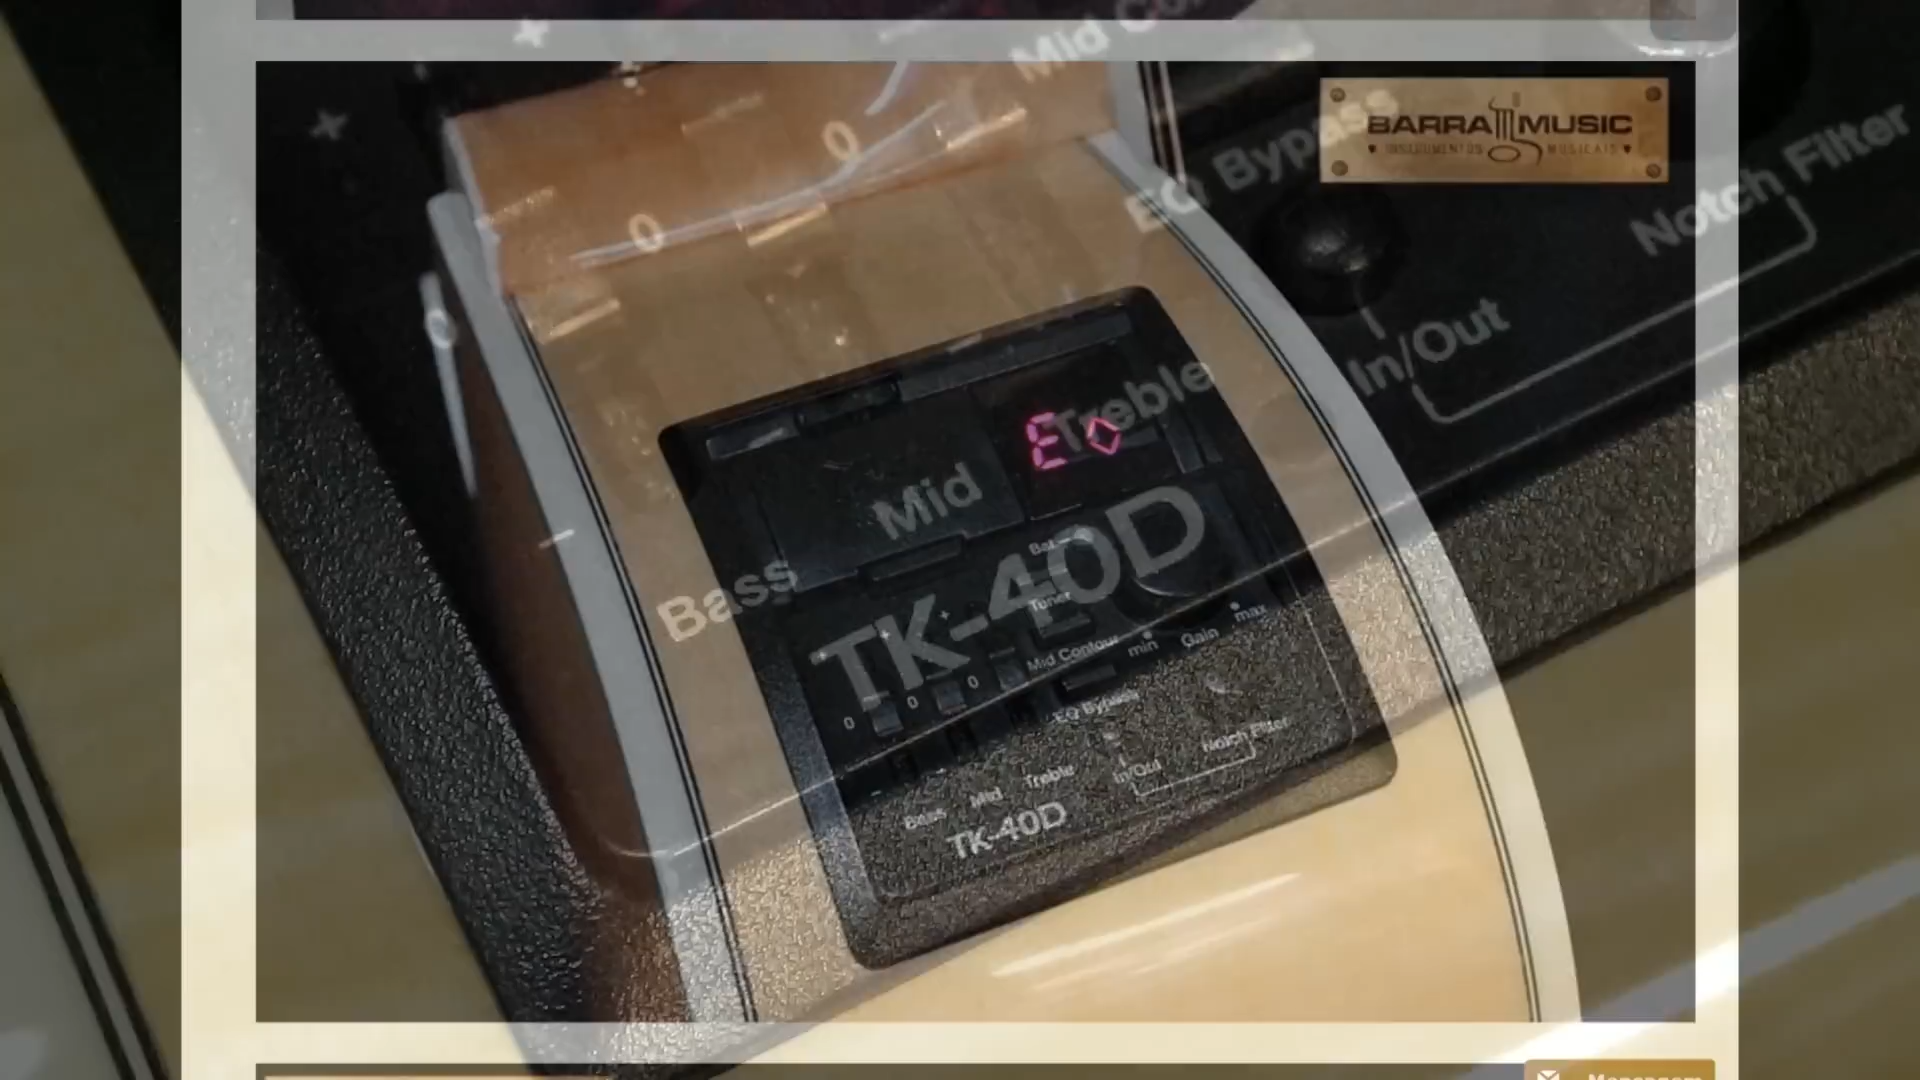 Mid Co
BARRA MUSIC
INSTRUMENTOS MUSICAIS
0
EQ Bypass
Notch Filter
0
In/Out
Treble
E
Mid
Bat
TK-40D
Bass
Tuner
max
Gain
min
Mid Contour
0
0
0
EQ Bypass
Notch Filter
In/Out
Treble
Mid
Bass
TK-40D
Mensagem